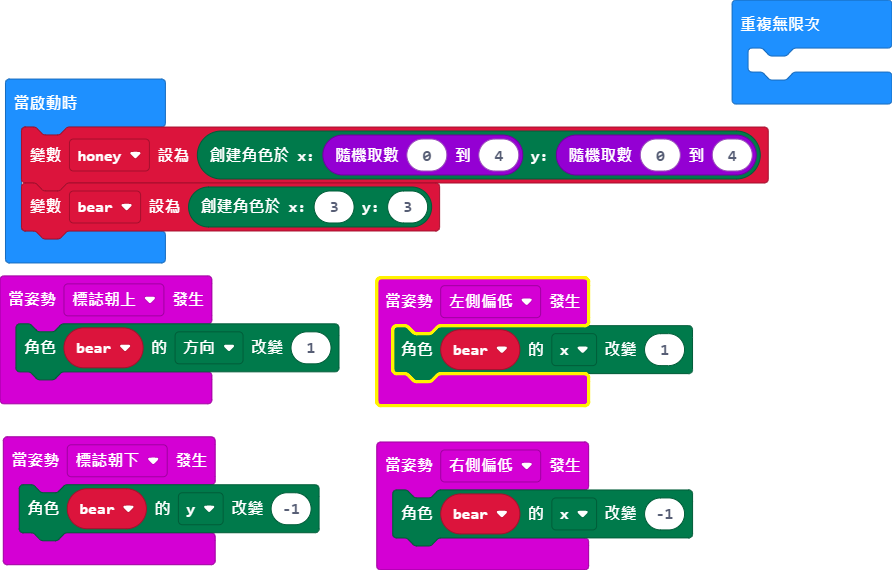 重複無限次
當啟動時
變數 honey 設為 創建角色於 x: 隨機取數 0 到 4 y: 隨機取數 0 到 4
變數 bear 設為 創建角色於 x: 3 y: 3
當姿勢 標誌朝上 發生
角色 bear 的 方向 改變 1
當姿勢 左側偏低 發生
角色 bear 的 x 改變 1
當姿勢 標誌朝下 發生
角色 bear 的 y 改變 -1
當姿勢 右側偏低 發生
角色 bear 的 x 改變 -1